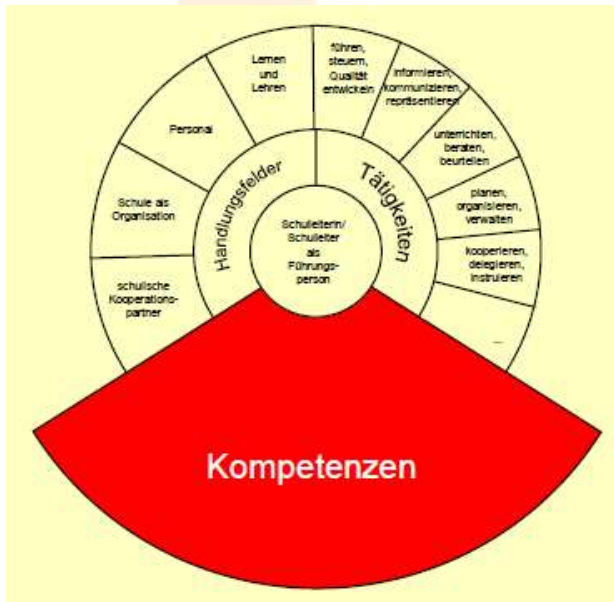 Lernen
und
Lehren
führen,
steuern,
Qualität
entwickeln
informieren,
kommunizieren,
repräsentieren
Personal
unterrichten,
beraten,
beurteilen
Handlungsfelder
Tätigkeiten
Schule als
Organisation
planen,
organisieren,
verwalten
Schulleiterin/
Schulleiter
als
Führungs-
person
kooperieren,
delegieren,
instruieren
schulische
Kooperations-
partner
...
Kompetenzen